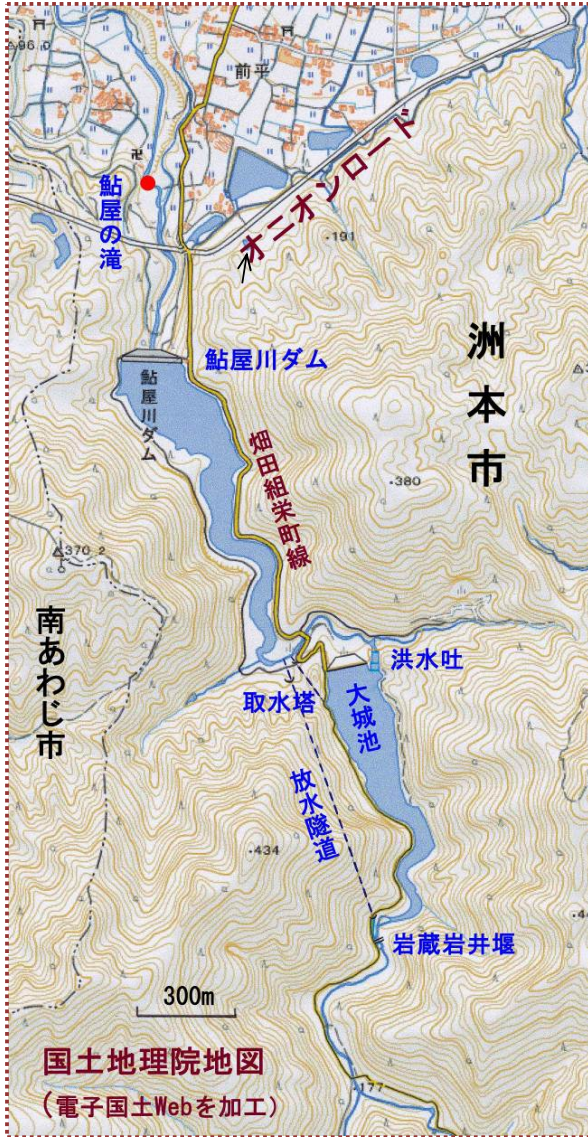 96.0
前平
オニオンロード
鮎屋の滝
191
洲本市
鮎屋川ダム
鮎屋川ダム
畑田組栄町線
380
370 2
南あわじ市
洪水吐
取水塔
大城池
放水隧道
434
岩蔵岩井堰
300m
国土地理院地図
(電子国土Webを加工)
177